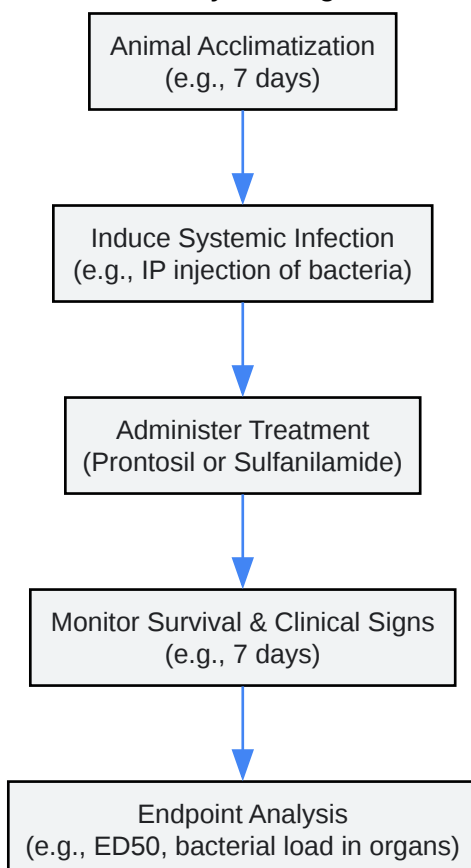 Animal Acclimatization
(e.g., 7 days)
Induce Systemic Infection
(e.g., IP injection of bacteria)
Administer Treatment
(Prontosil or Sulfanilamide)
Monitor Survival & Clinical Signs
(e.g., 7 days)
Endpoint Analysis
(e.g., ED50, bacterial load in organs)